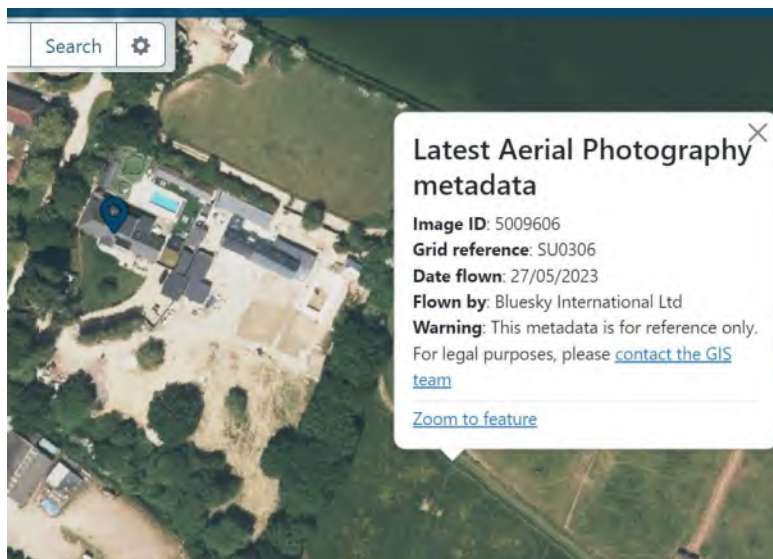 Search
Latest Aerial Photography
metadata
Image ID: 5009606
Grid reference: SU0306
Date flown: 27/05/2023
Flown by: Bluesky International Ltd
Warning: This metadata is for reference only.
For legal purposes, please contact the GIS
team
Zoom to feature